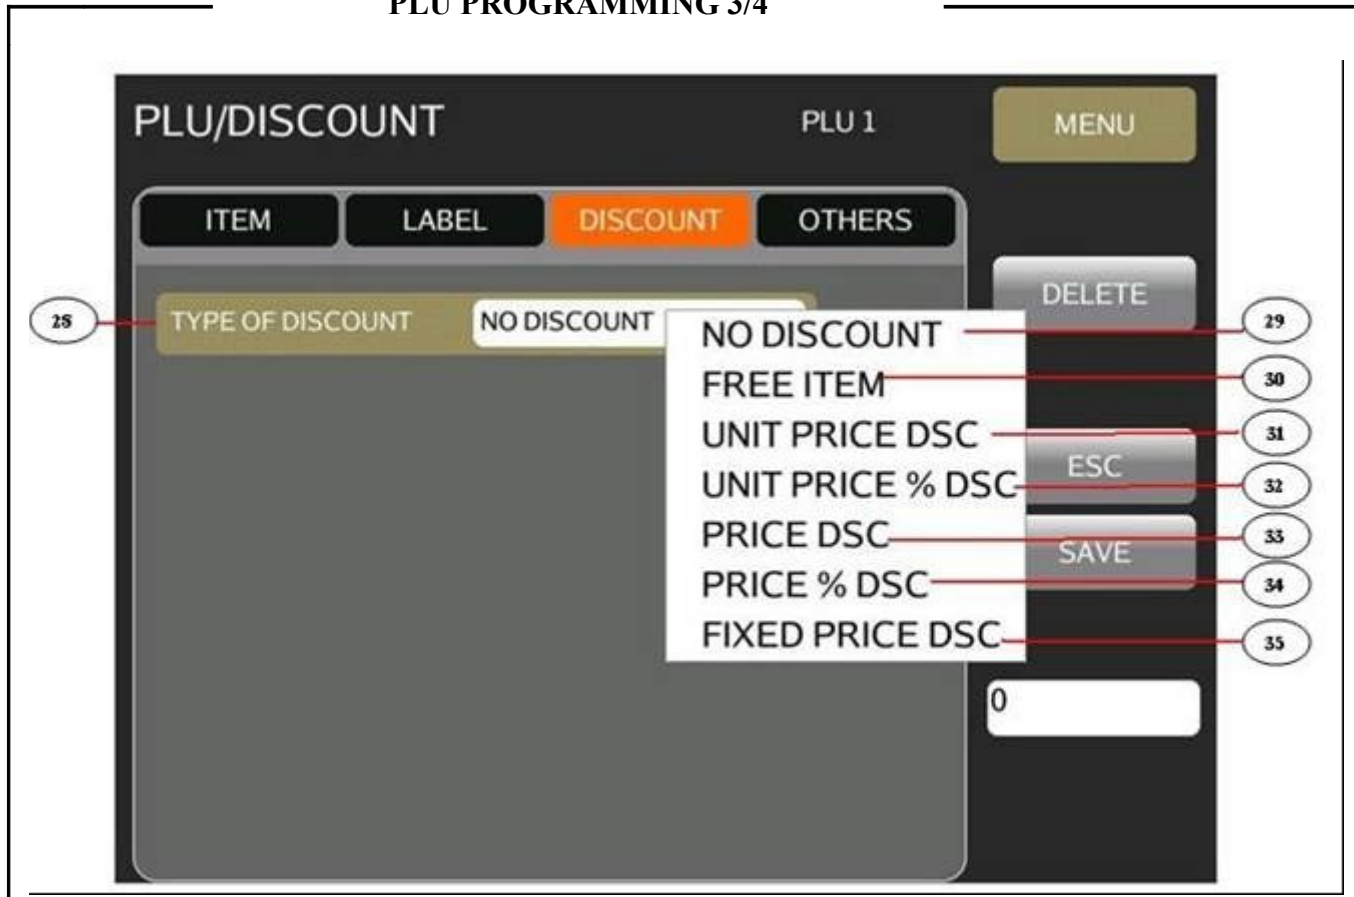 PLU PROGRAMMING 3/4
PLU/DISCOUNT PLU 1 MENU
ITEM LABEL DISCOUNT OTHERS
DELETE
28 TYPE OF DISCOUNT NO DISCOUNT
NO DISCOUNT 29
FREE ITEM 30
UNIT PRICE DSC 31
ESC
UNIT PRICE % DSC 32
PRICE DSC 33
SAVE
PRICE % DSC 34
FIXED PRICE DSC 35
0